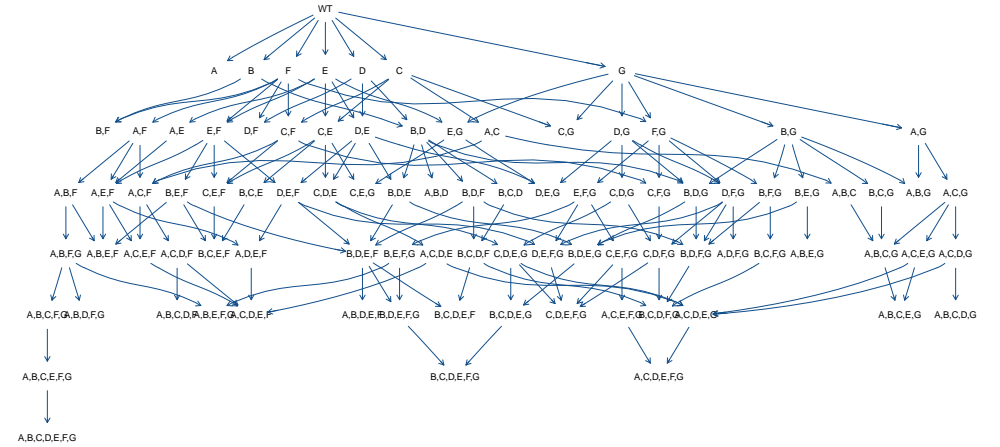 WT
A B F E D C G
B,F A,F A,E E,F D,F C,F C,E D,E B,D E,G A,C C,G D,G F,G B,G A,G
A,B,F A,E,F A,C,F B,E,F C,E,F B,C,E D,E,F C,D,E C,E,G B,D,E A,B,D B,D,F B,C,D D,E,G E,F,G C,D,G C,F,G B,D,G D,F,G B,F,G B,E,G A,B,C B,C,G A,B,G A,C,G
A,B,F,G A,B,E,F A,C,E,F A,C,D,F B,C,E,F A,D,E,F B,D,E,F B,E,F,G A,C,D,E B,C,D,F C,D,E,G D,E,F,G B,D,E,G C,E,F,G C,D,F,G B,D,F,G A,D,F,G B,C,F,G A,B,E,G A,B,C,G A,C,E,G A,C,D,G
A,B,C,F,G A,B,D,F,G A,B,C,D,F A,B,E,F,G A,C,D,E,F A,B,D,E,F B,D,E,F,G B,C,D,E,F B,C,D,E,G C,D,E,F,G A,C,E,F,G B,C,D,F,G A,C,D,E,G A,B,C,E,G A,B,C,D,G
A,B,C,E,F,G B,C,D,E,F,G A,C,D,E,F,G
A,B,C,D,E,F,G